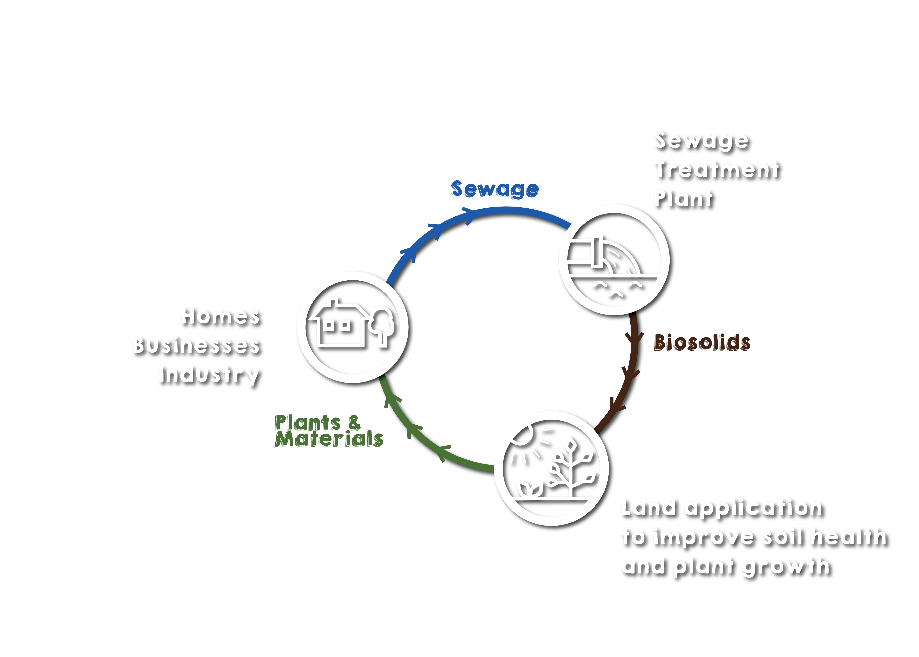 Sewage
Treatment
Plant
Sewage
Homes
Businesses
Industry
Biosolids
Plants &
Materials
Land application
to improve soil health
and plant growth